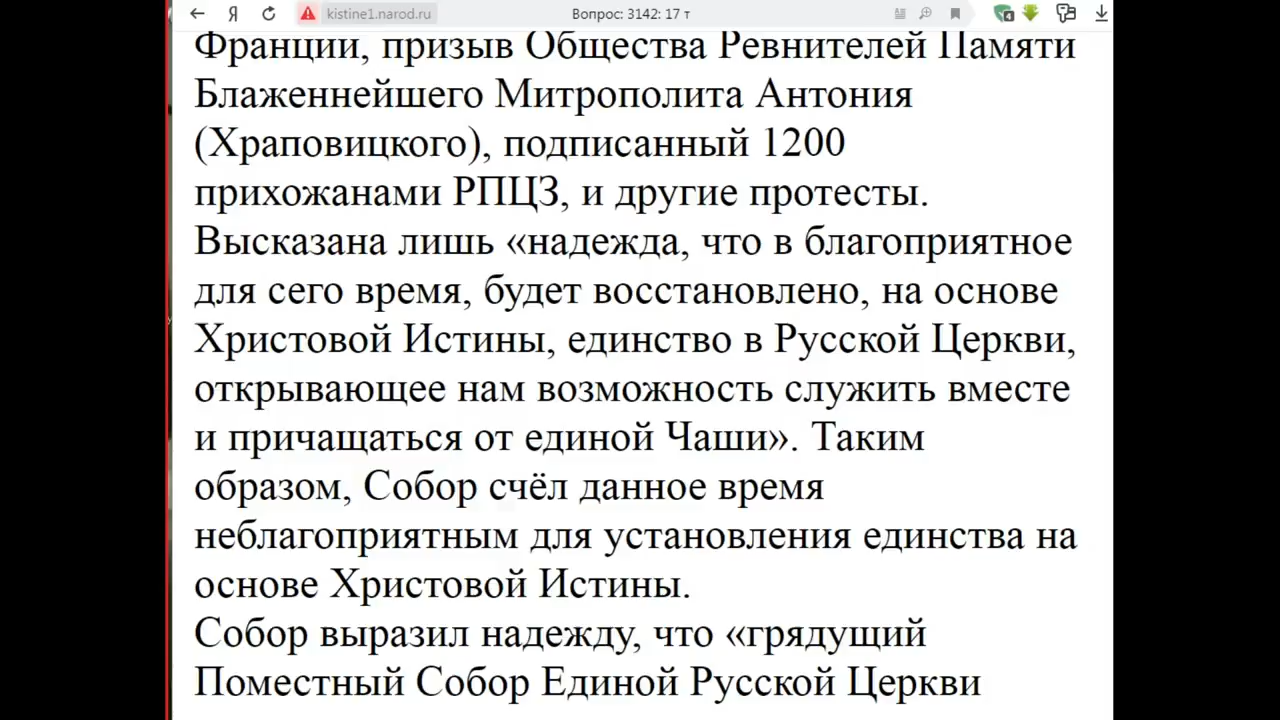 Я kistine1.narod.ru Вопрос: 3142: 17 т 4
Франции, призыв Общества Ревнителей Памяти
Блаженнейшего Митрополита Антония
(Храповицкого), подписанный 1200
прихожанами РПЦЗ, и другие протесты.
Высказана лишь «надежда, что в благоприятное
для сего время, будет восстановлено, на основе
Христовой Истины, единство в Русской Церкви,
открывающее нам возможность служить вместе
и причащаться от единой Чаши». Таким
образом, Собор счёл данное время
неблагоприятным для установления единства на
основе Христовой Истины.
Собор выразил надежду, что «грядущий
Поместный Собор Единой Русской Церкви